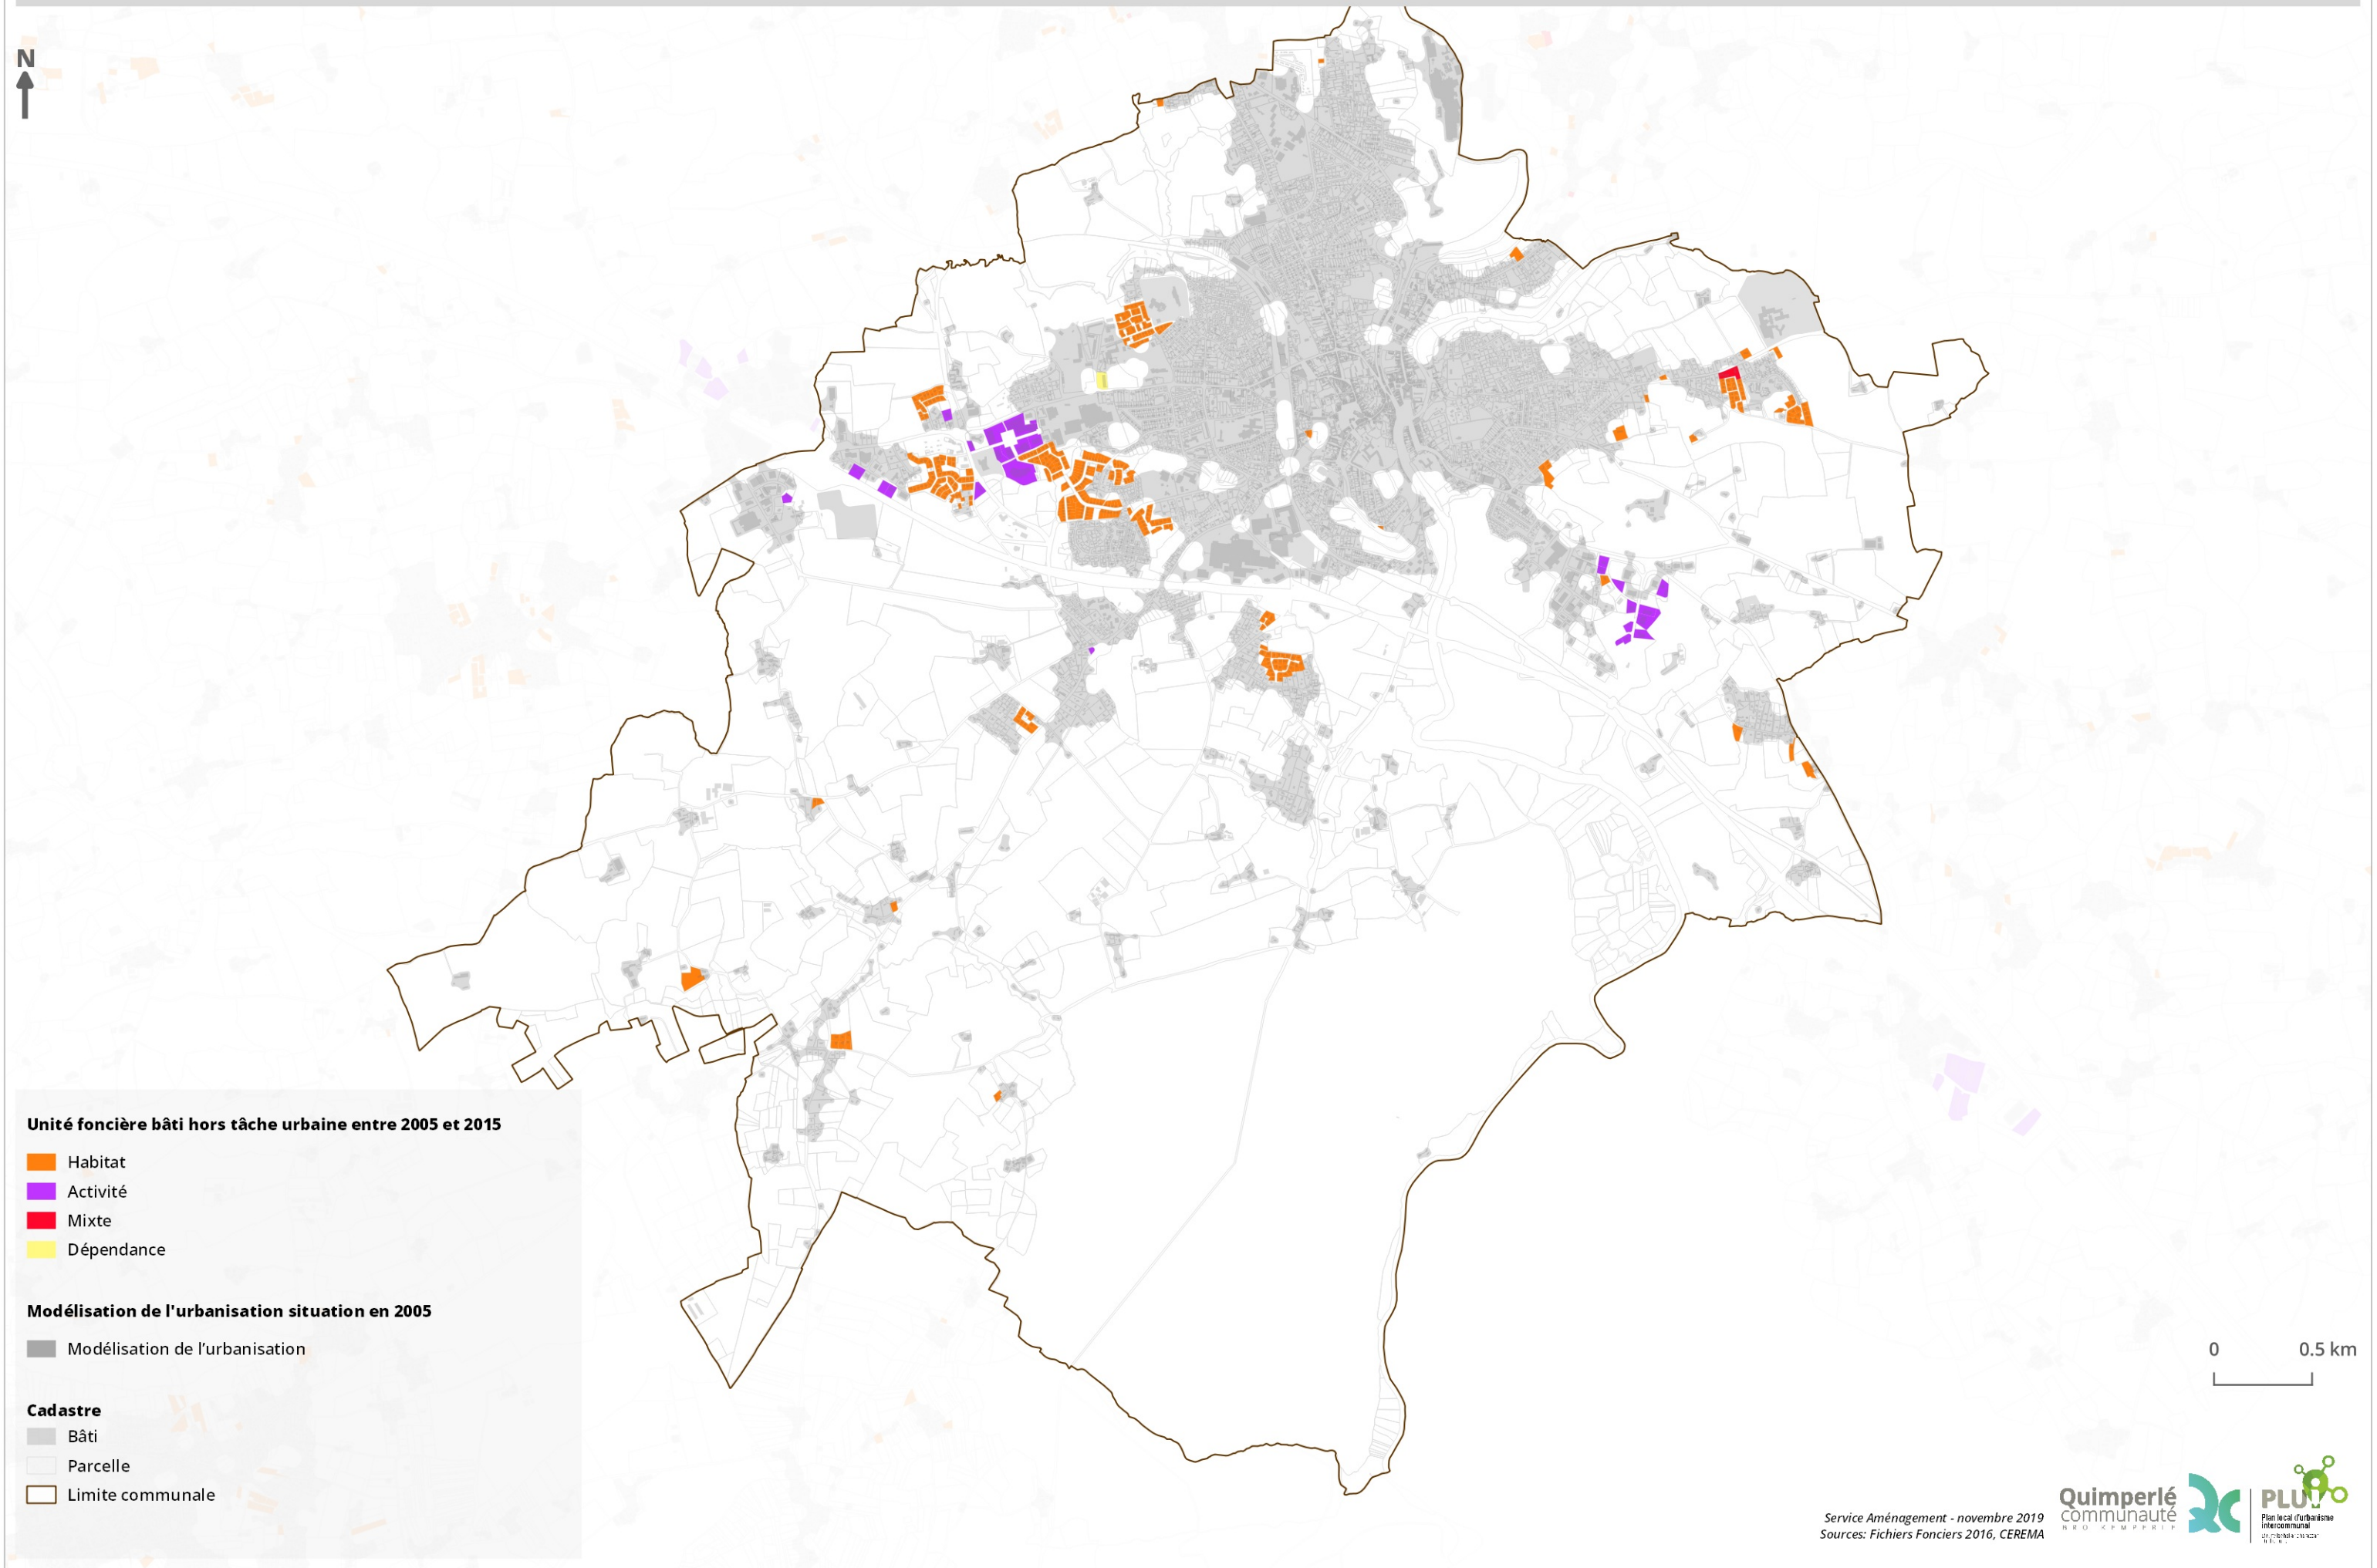 N
Unité foncière bâti hors tâche urbaine entre 2005 et 2015
Habitat
Activité
Mixte
Dépendance
Modélisation de l'urbanisation situation en 2005
Modélisation de l’urbanisation
Cadastre
Bâti
Parcelle
Limite communale
0 0.5 km
Service Aménagement - novembre 2019
Sources: Fichiers Fonciers 2016, CEREMA
Quimperlé
communauté
BRO KEMPERLE
PLUi
Plan local d'urbanisme
intercommunal